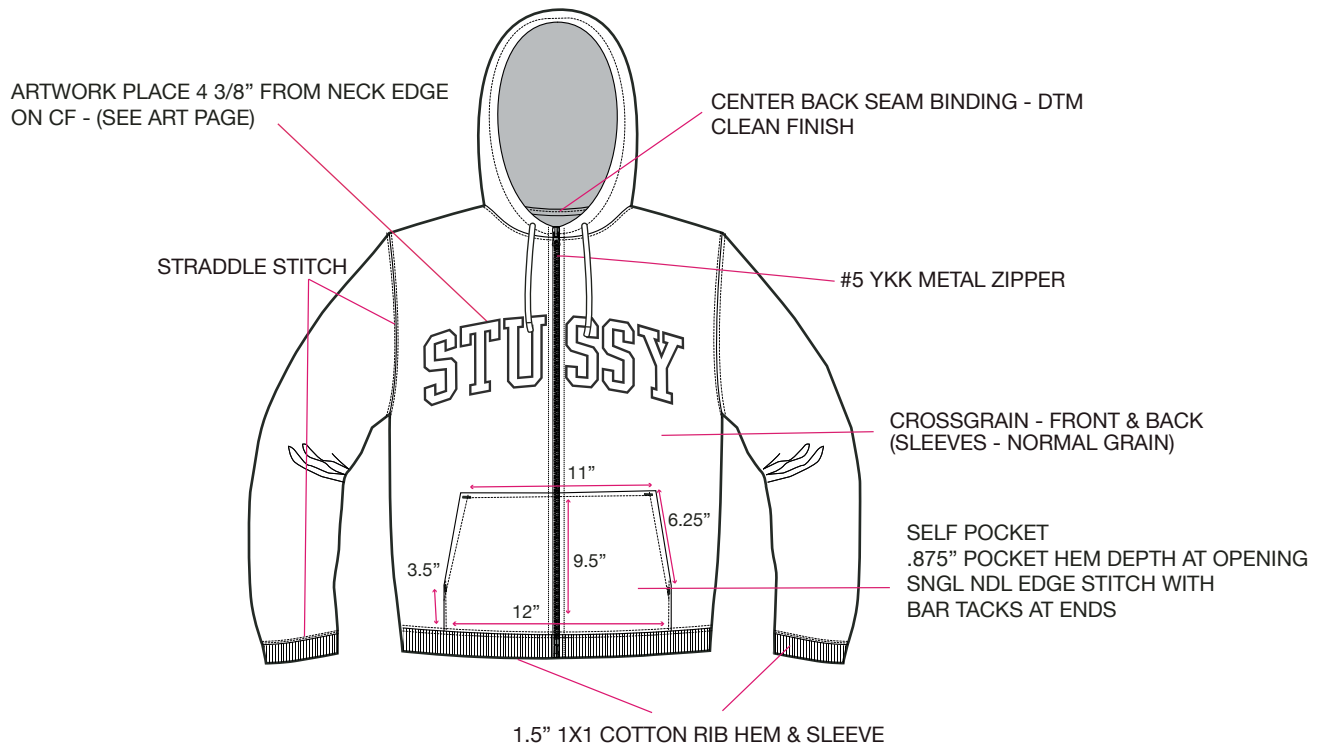 ARTWORK PLACE 4 3/8” FROM NECK EDGE
ON CF - (SEE ART PAGE)
CENTER BACK SEAM BINDING - DTM
CLEAN FINISH
STRADDLE STITCH
#5 YKK METAL ZIPPER
STUSSY
CROSSGRAIN - FRONT & BACK
(SLEEVES - NORMAL GRAIN)
11”
6.25”
9.5”
3.5”
12”
SELF POCKET
.875” POCKET HEM DEPTH AT OPENING
SNGL NDL EDGE STITCH WITH
BAR TACKS AT ENDS
1.5” 1X1 COTTON RIB HEM & SLEEVE